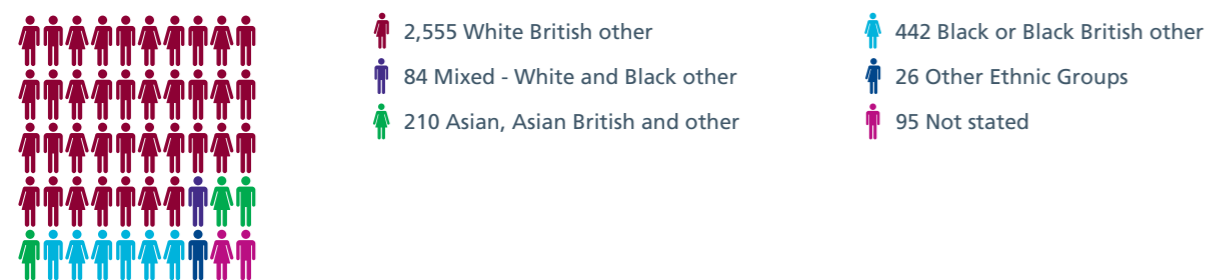 2,555 White British other
84 Mixed - White and Black other
210 Asian, Asian British and other
442 Black or Black British other
26 Other Ethnic Groups
95 Not stated